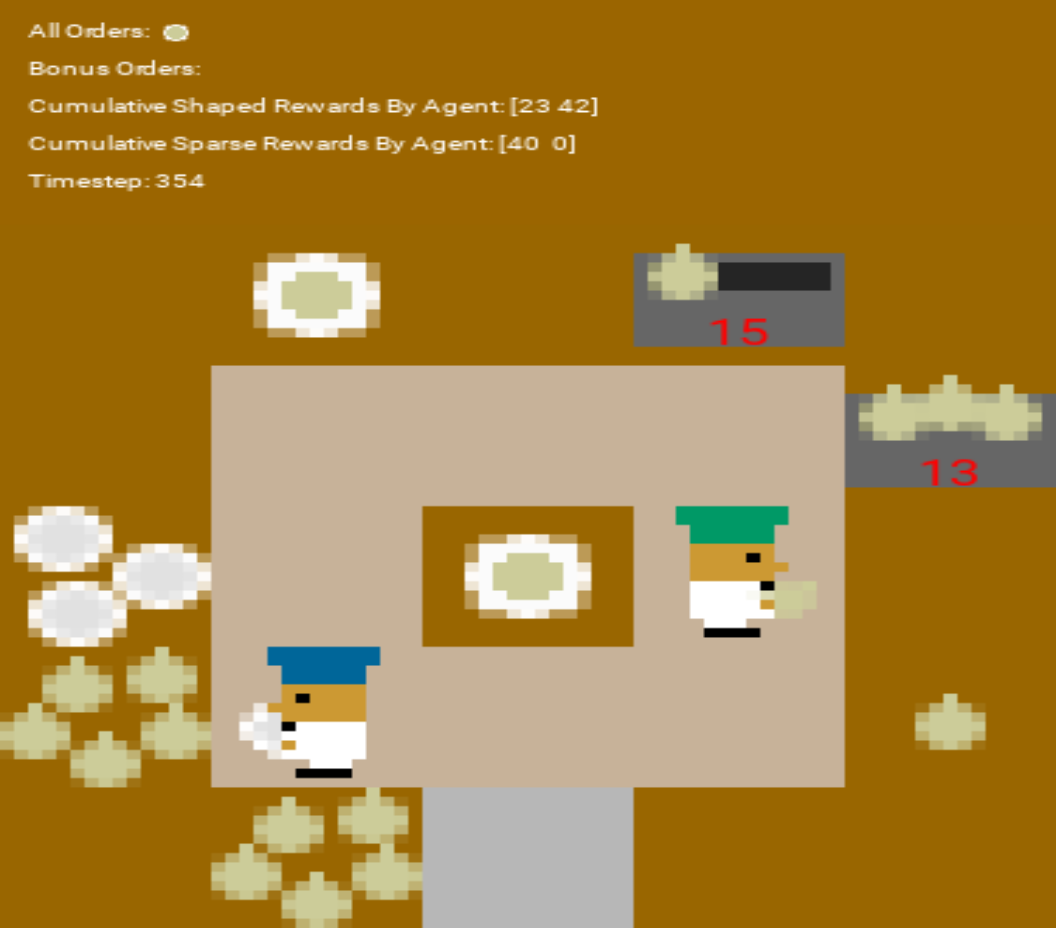 All Orders:
Bonus Orders:
Cumulative Shaped Rewards By Agent: [23 42]
Cumulative Sparse Rewards By Agent: [40  0]
Timestep: 354
15
13